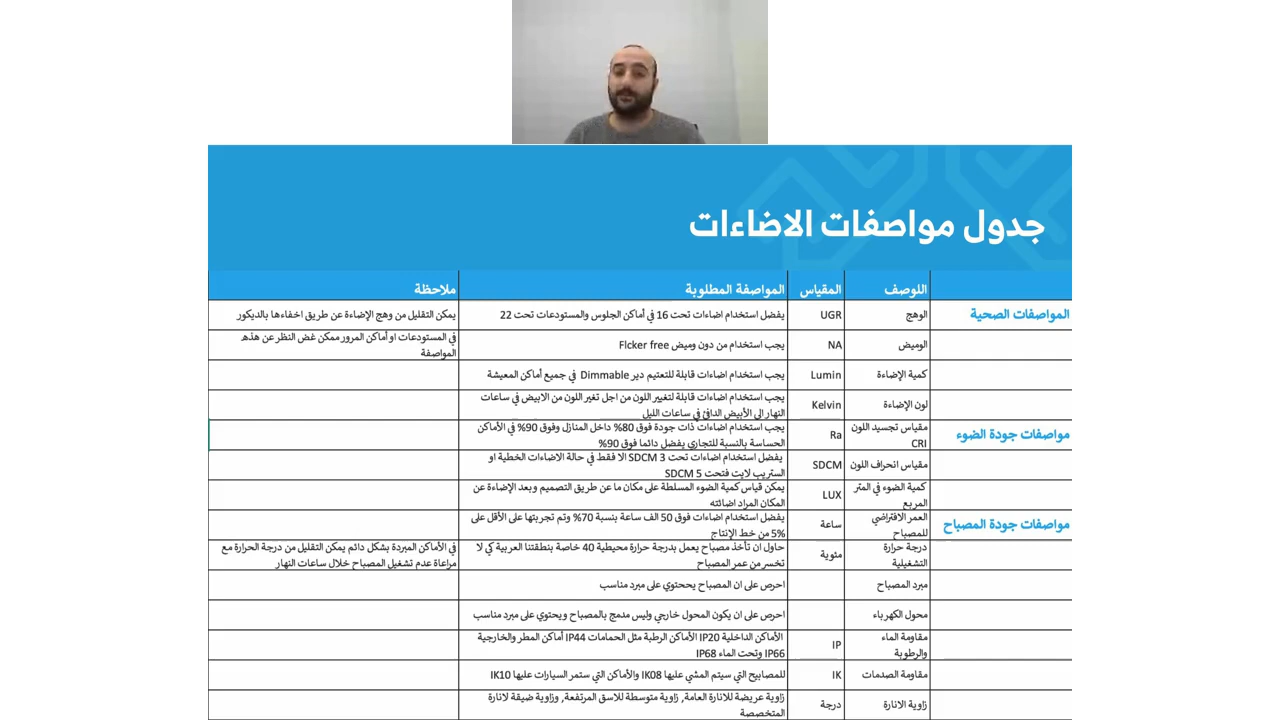 جدول مواصفات الاضاءات
اللوصف المقياس المواصفة المطلوبة ملاحظة
المواصفات الصحية الوهج UGR يفضل استخدام اضاءات تحت 16 في أماكن الجلوس والمستودعات تحت 22 يمكن التقليل من وهج الإضاءة عن طريق اخفاءها بالديكور
الوميض NA يجب استخدام من دون وميض Flcker free في المستودعات او أماكن المرور ممكن غض النظر عن هذه
المواصفة
كمية الإضاءة Lumin يجب استخدام اضاءات قابلة للتعتيم دير Dimmable في جميع أماكن المعيشة
لون الإضاءة Kelvin يجب استخدام اضاءات قابلة لتغيير اللون من اجل تغير اللون من الابيض في ساعات
النهار الى الأبيض الدافئ في ساعات الليل
مواصفات جودة الضوء مقياس تجسيد اللون Ra يجب استخدام اضاءات ذات جودة فوق 80% داخل المنازل وفوق 90% في الأماكن
CRI الحساسة بالنسبة للتجاري يفضل دائما فوق 90%
مقياس انحراف اللون SDCM يفضل استخدام اضاءات تحت 3 SDCM الا فقط في حالة الاضاءات الخطية او
الستريب لايت فتحت 5 SDCM
كمية الضوء في المتر LUX يمكن قياس كمية الضوء المسلطة على مكان ما عن طريق التصميم وبعد الإضاءة عن
المربع المكان المراد اضائته
مواصفات جودة المصباح العمر الافتراضي ساعة يفضل استخدام اضاءات فوق 50 الف ساعة بنسبة 70% وتم تجربتها على الأقل على
للمصباح 5% من خط الإنتاج
درجة حرارة مئوية حاول ان تأخذ مصباح يعمل بدرجة حرارة محيطية 40 خاصة بنطقتنا العربية كي لا في الأماكن المبردة بشكل دائم يمكن التقليل من درجة الحرارة مع
التشغيلية تخسر من عمر المصباح مراعاة عدم تشغيل المصباح خلال ساعات النهار
مبرد المصباح احرص على ان المصباح يححتوي على مبرد مناسب
محول الكهرباء احرص على ان يكون المحول خارجي وليس مدمج بالمصباح ويحتوي على مبرد مناسب
مقاومة الماء IP الأماكن الداخلية IP20 الأماكن الرطبة مثل الحمامات IP44 أماكن المطر والخارجية
والرطوبة IP66 وتحت الماء IP68
مقاومة الصدمات IK للمصابيح التي سيتم المشي عليها IK08 والأماكن التي ستمر السيارات عليها IK10
زاوية الانارة درجة زاوية عريضة للانارة العامة, زاوية متوسطة للاسق المرتفعة, وزاوية ضيقة لانارة
المتخصصة